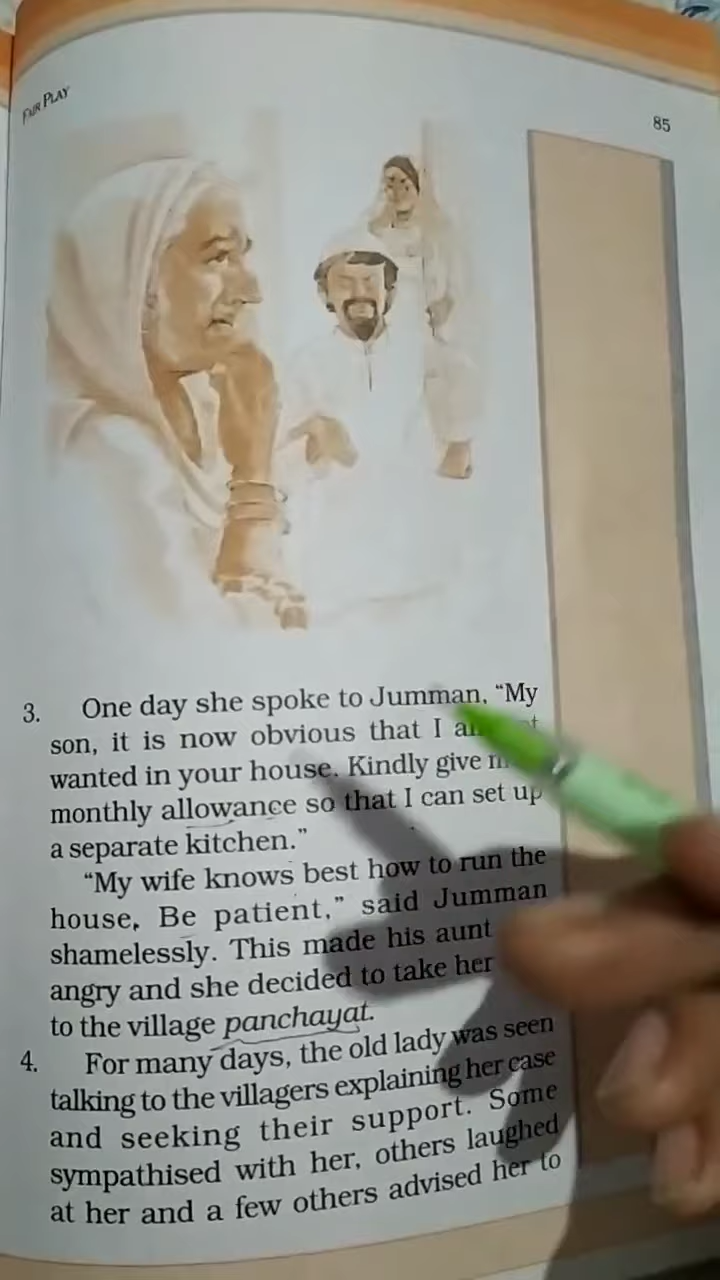 FAIR PLAY
85
3. One day she spoke to Jumman, “My
son, it is now obvious that I
wanted in your house. Kindly give
monthly allowance so that I can set up
a separate kitchen.”
“My wife knows best how to run the
house. Be patient,” said Jumman
shamelessly. This made his aunt
angry and she decided to take her
to the village panchayat.
4. For many days, the old lady was seen
talking to the villagers explaining her case
and seeking their support. Some
sympathised with her, others laughed
at her and a few others advised her to